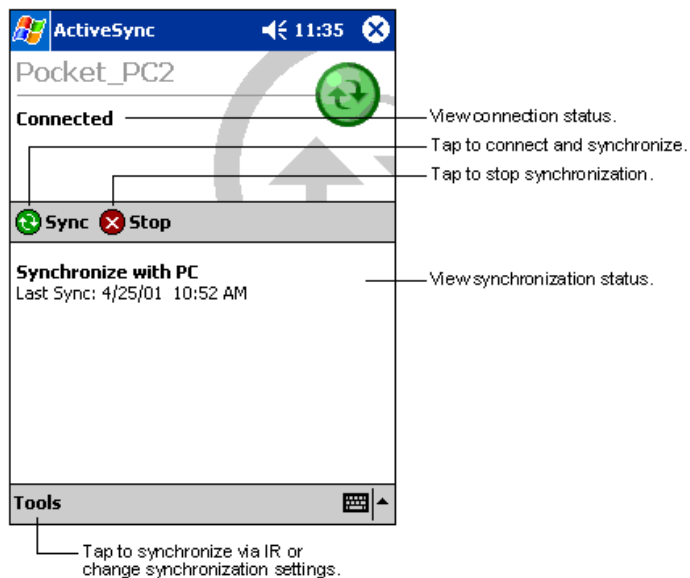 ActiveSync 11:35
Pocket_PC2
Connected
View connection status.
Tap to connect and synchronize.
Tap to stop synchronization.
Sync Stop
Synchronize with PC
Last Sync: 4/25/01 10:52 AM
View synchronization status.
Tools
Tap to synchronize via IR or
change synchronization settings.